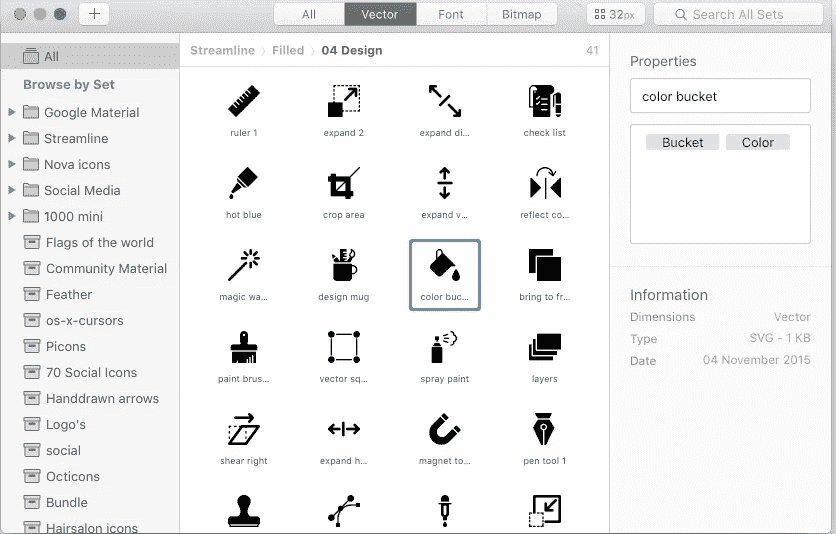 +
All Vector Font Bitmap
32px
Search All Sets
All
Browse by Set
Google Material
Streamline
Nova icons
Social Media
1000 mini
Flags of the world
Community Material
Feather
os-x-cursors
Picons
70 Social Icons
Handdrawn arrows
Logo's
social
Octicons
Bundle
Hairsalon icons
Streamline › Filled › 04 Design 41
ruler 1 expand 2 expand di... check list
hot blue crop area expand v... reflect co...
magic wa... design mug color buc... bring to fr...
paint brus... vector sq... spray paint layers
shear right expand h... magnet to... pen tool 1
Properties
color bucket
Bucket Color
Information
Dimensions Vector
Type SVG - 1 KB
Date 04 November 2015